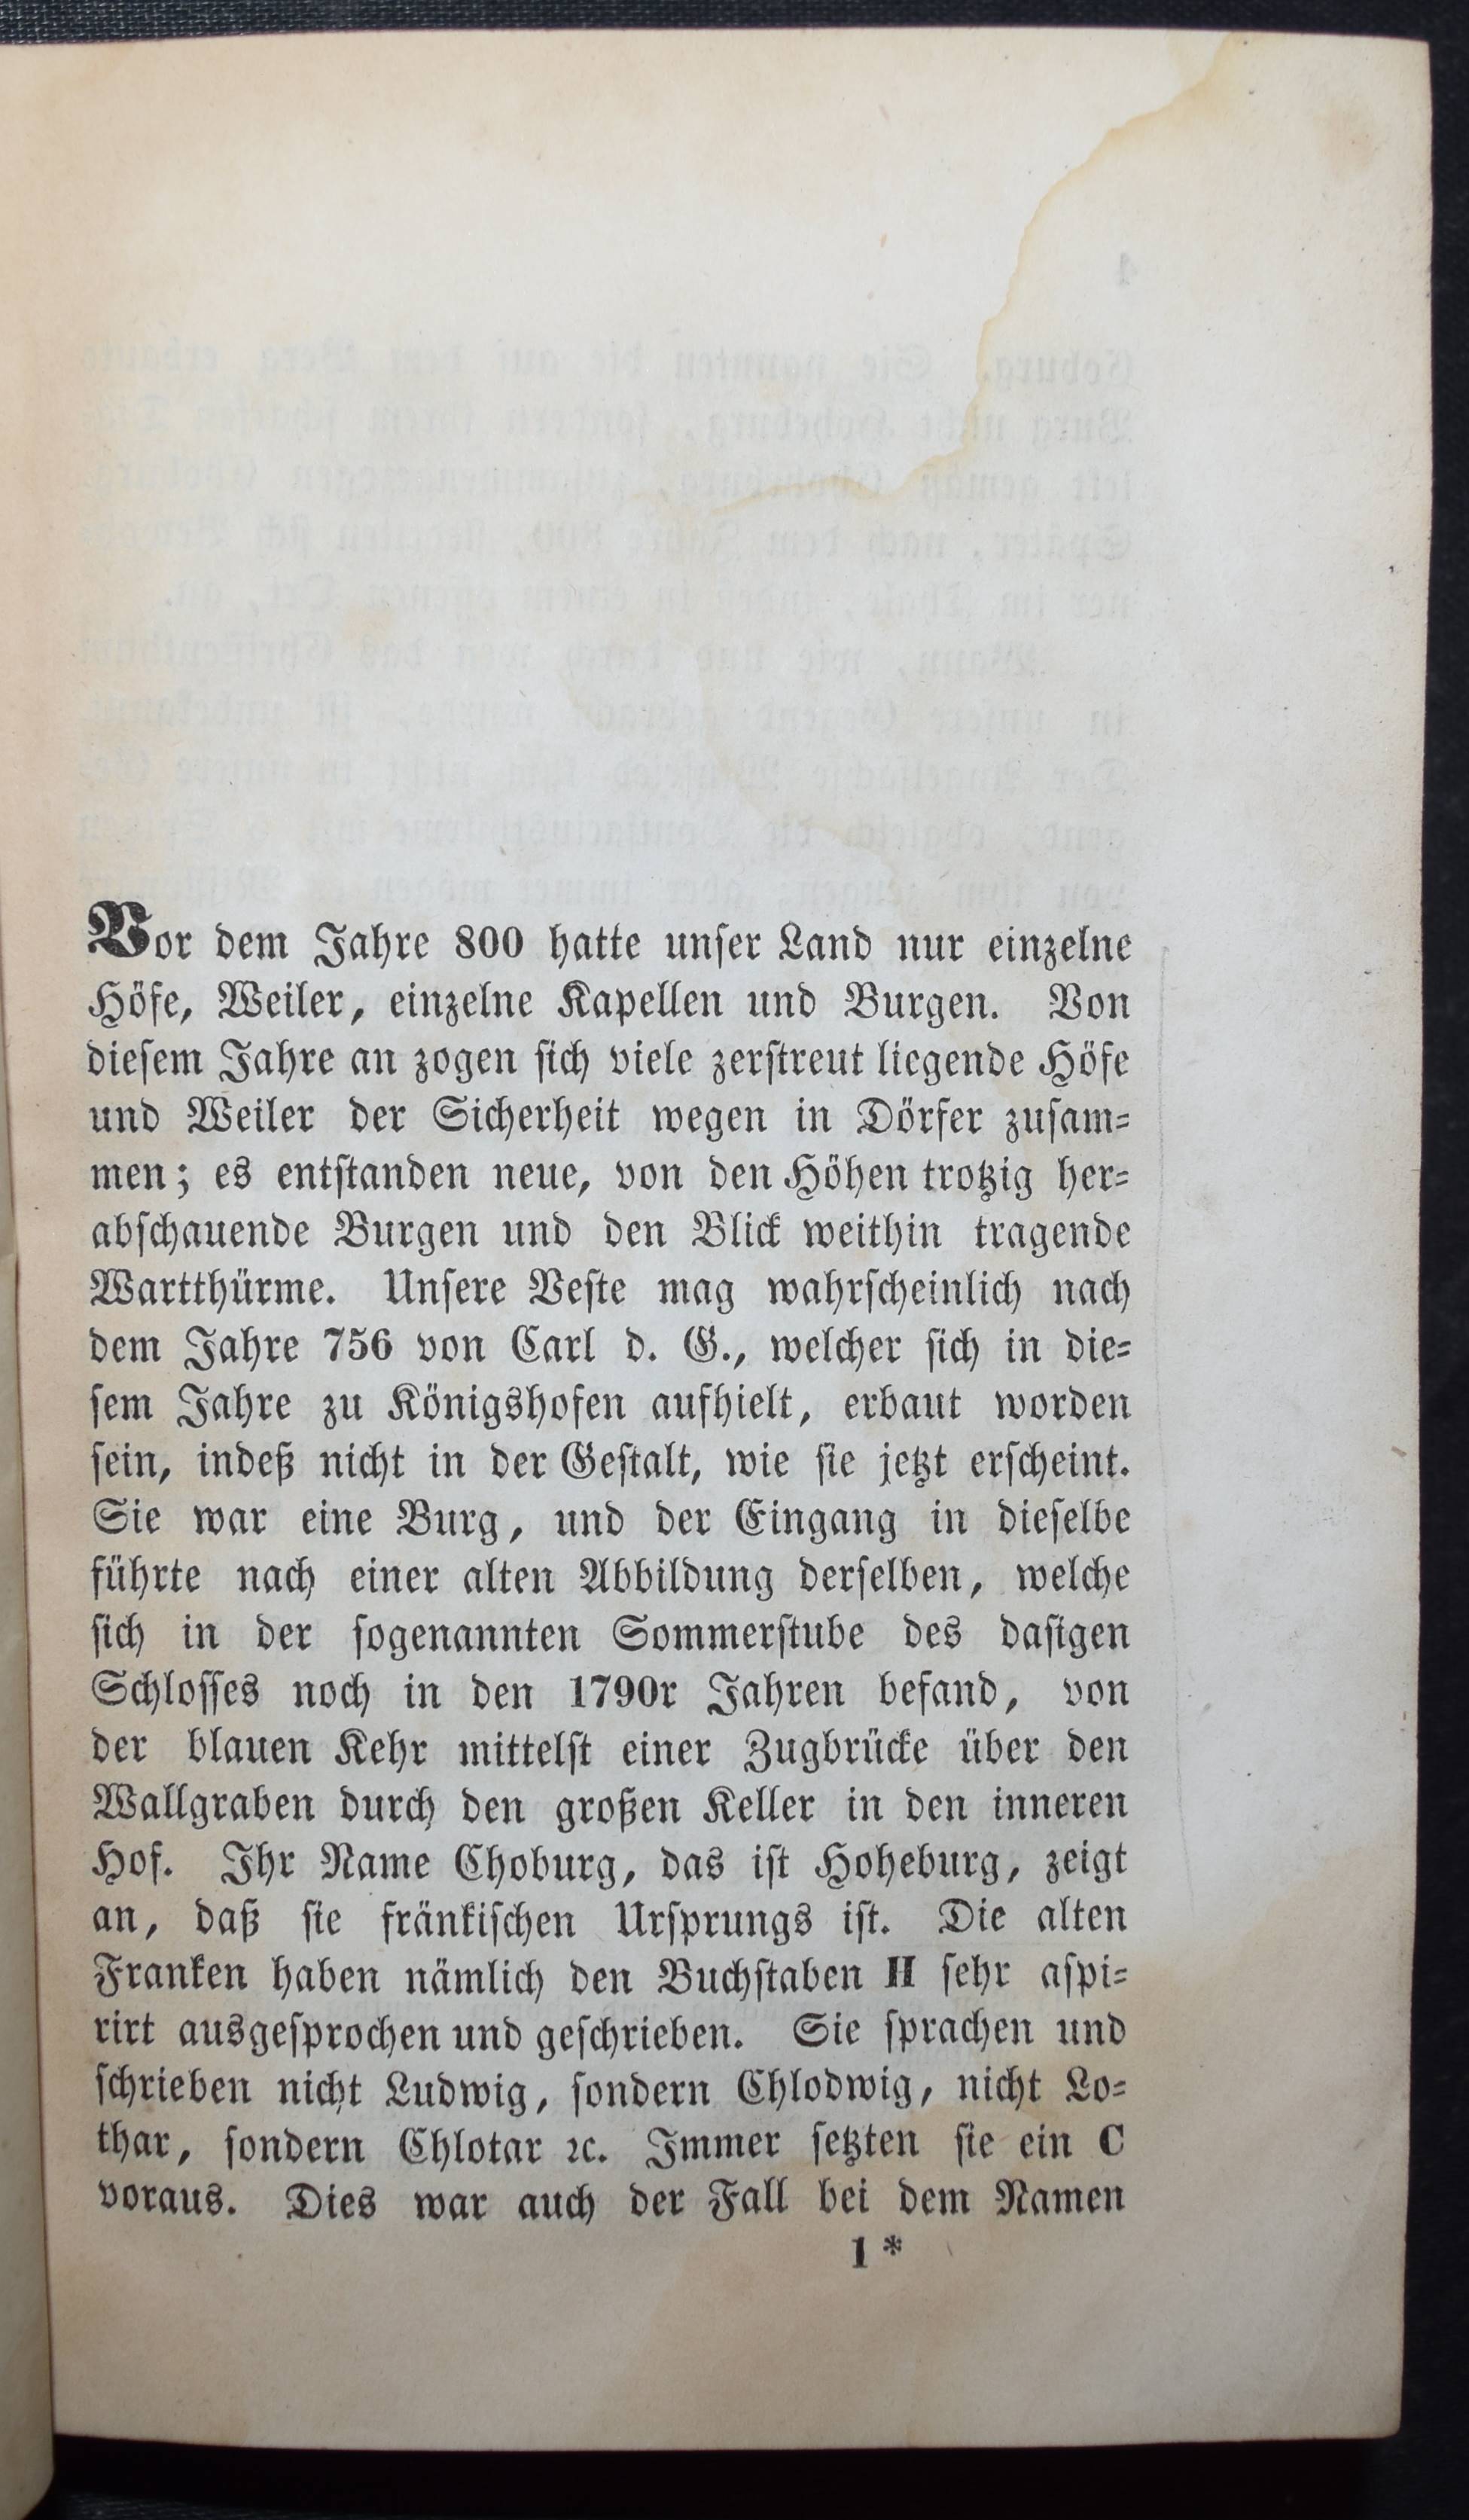 Vor dem Jahre 800 hatte unſer Land nur einzelne
Höfe, Weiler, einzelne Kapellen und Burgen. Von
dieſem Jahre an zogen ſich viele zerſtreut liegende Höfe
und Weiler der Sicherheit wegen in Dörfer zuſam⸗
men; es entſtanden neue, von den Höhen trotzig her⸗
abſchauende Burgen und den Blick weithin tragende
Wartthürme. Unſere Veſte mag wahrſcheinlich nach
dem Jahre 756 von Carl d. G., welcher ſich in die⸗
ſem Jahre zu Königshofen aufhielt, erbaut worden
ſein, indeß nicht in der Geſtalt, wie ſie jetzt erſcheint.
Sie war eine Burg, und der Eingang in dieſelbe
führte nach einer alten Abbildung derſelben, welche
ſich in der ſogenannten Sommerſtube des daſigen
Schloſſes noch in den 1790r Jahren befand, von
der blauen Kehr mittelſt einer Zugbrücke über den
Wallgraben durch den großen Keller in den inneren
Hof. Ihr Name Choburg, das iſt Hoheburg, zeigt
an, daß ſie fränkiſchen Urſprungs iſt. Die alten
Franken haben nämlich den Buchſtaben H ſehr aſpi⸗
rirt ausgeſprochen und geſchrieben. Sie ſprachen und
ſchrieben nicht Ludwig, ſondern Chlodwig, nicht Lo⸗
thar, ſondern Chlotar ꝛc. Immer ſetzten ſie ein C
voraus. Dies war auch der Fall bei dem Namen
1 *